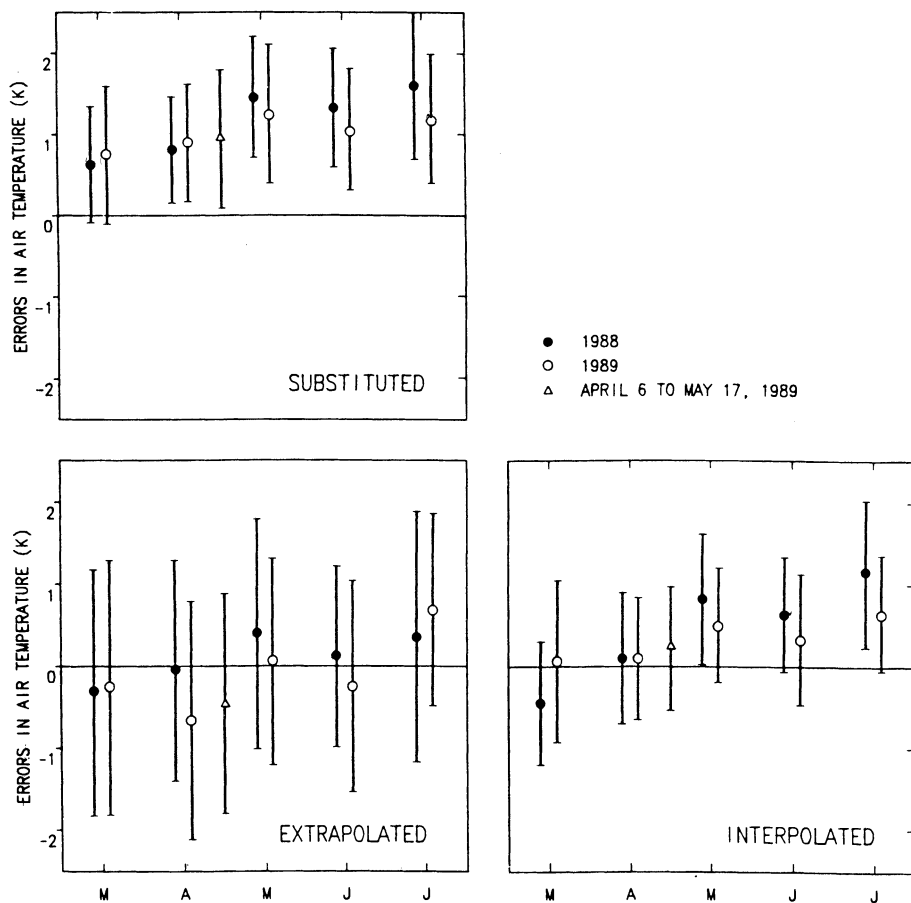 ERRORS IN AIR TEMPERATURE (K)
2
1
0
-1
-2
SUBSTITUTED
1988
1989
APRIL 6 TO MAY 17, 1989
ERRORS IN AIR TEMPERATURE (K)
2
1
0
-1
-2
EXTRAPOLATED
M A M J J
INTERPOLATED
M A M J J